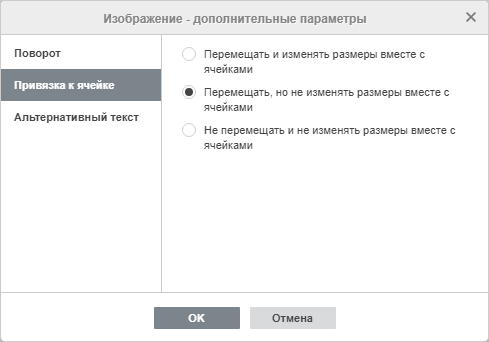 Изображение - дополнительные параметры
Поворот
Привязка к ячейке
Альтернативный текст
Перемещать и изменять размеры вместе с
ячейками
Перемещать, но не изменять размеры вместе с
ячейками
Не перемещать и не изменять размеры вместе с
ячейками
OK
Отмена